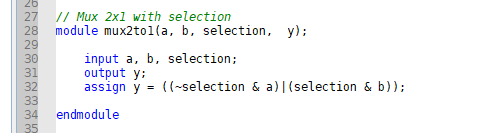 26
27 // Mux 2x1 with selection
28 module mux2to1(a, b, selection,  y);
29
30     input a, b, selection;
31     output y;
32     assign y = ((~selection & a)|(selection & b));
33
34 endmodule
35